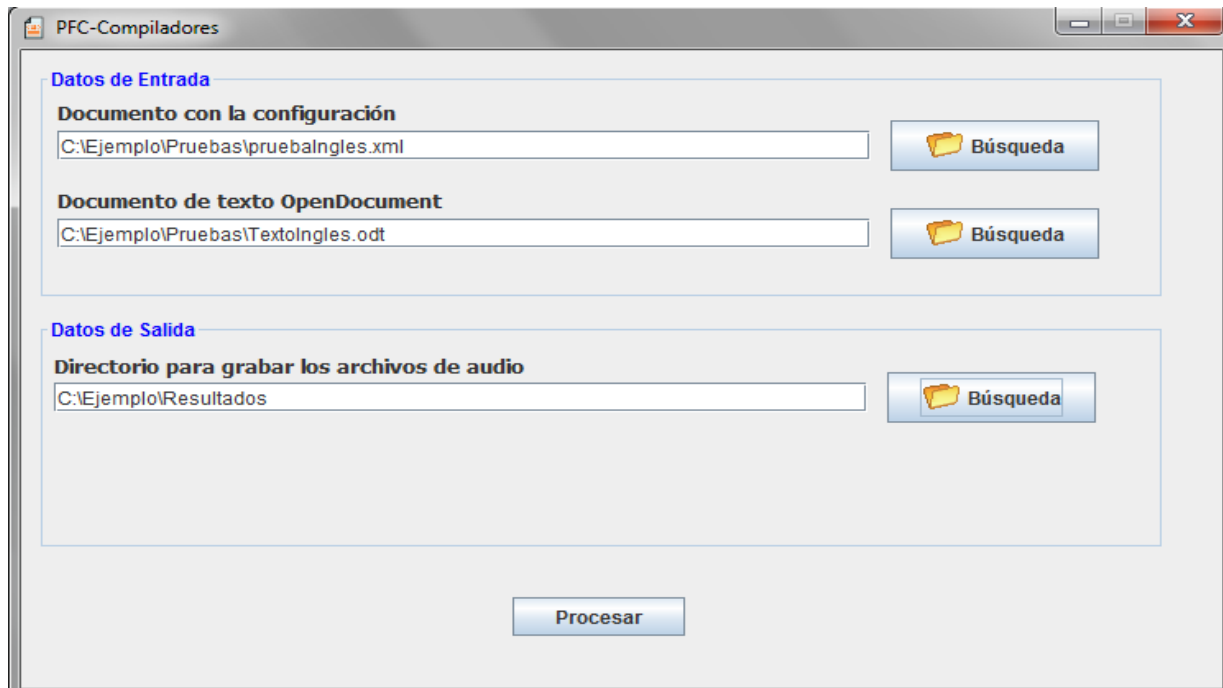 PFC-Compiladores
Datos de Entrada
Documento con la configuración
C:\Ejemplo\Pruebas\pruebaIngles.xml
Búsqueda
Documento de texto OpenDocument
C:\Ejemplo\Pruebas\TextoIngles.odt
Búsqueda
Datos de Salida
Directorio para grabar los archivos de audio
C:\Ejemplo\Resultados
Búsqueda
Procesar